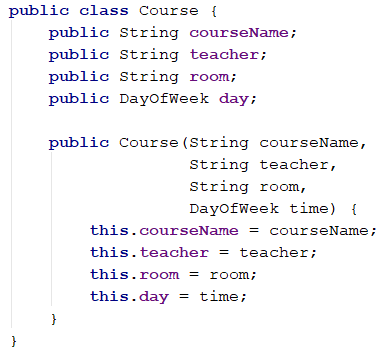 public class Course {
    public String courseName;
    public String teacher;
    public String room;
    public DayOfWeek day;

    public Course(String courseName,
                  String teacher,
                  String room,
                  DayOfWeek time) {
        this.courseName = courseName;
        this.teacher = teacher;
        this.room = room;
        this.day = time;
    }
}